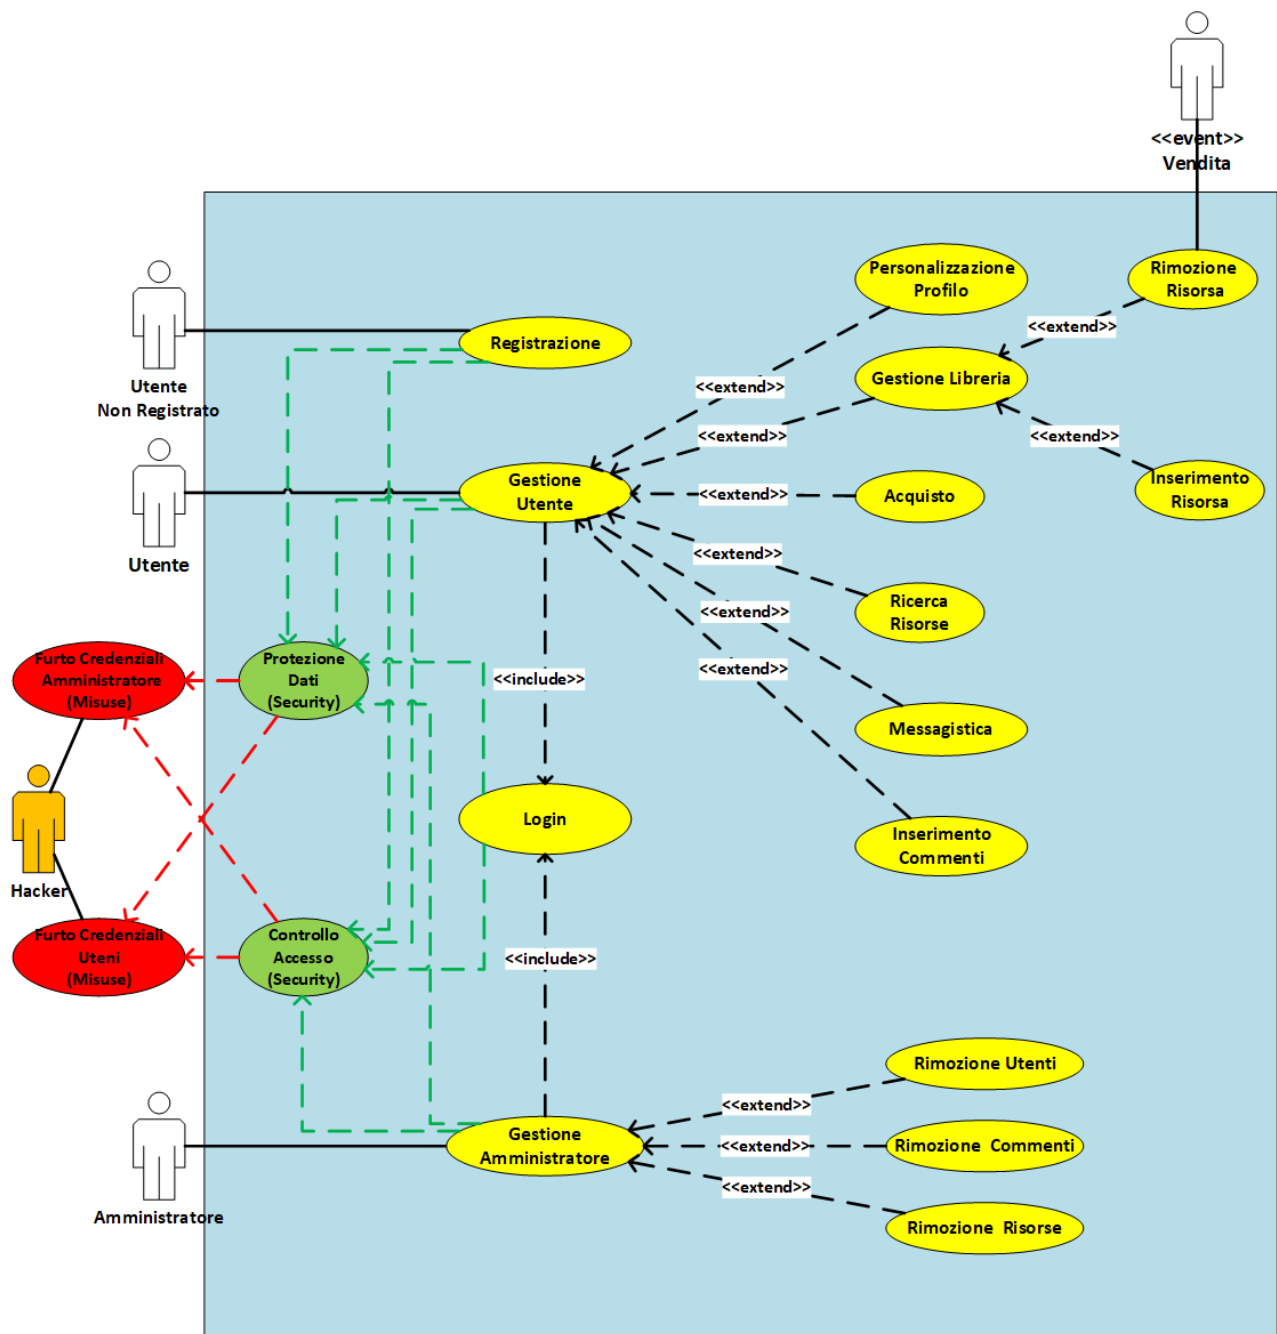 <<event>>
Vendita
Personalizzazione
Profilo
Rimozione
Risorsa
<<extend>>
Registrazione
Utente
Non Registrato
<<extend>>
Gestione Libreria
<<extend>>
<<extend>>
Gestione
Utente
<<extend>>
Acquisto
Inserimento
Risorsa
Utente
<<extend>>
Ricerca
Risorse
<<extend>>
Furto Credenziali
Amministratore
(Misuse)
Protezione
Dati
(Security)
<<include>>
<<extend>>
Messagistica
Login
Inserimento
Commenti
Hacker
Furto Credenziali
Uteni
(Misuse)
Controllo
Accesso
(Security)
<<include>>
Rimozione Utenti
<<extend>>
Gestione
Amministratore
<<extend>>
Rimozione Commenti
<<extend>>
Amministratore
Rimozione Risorse